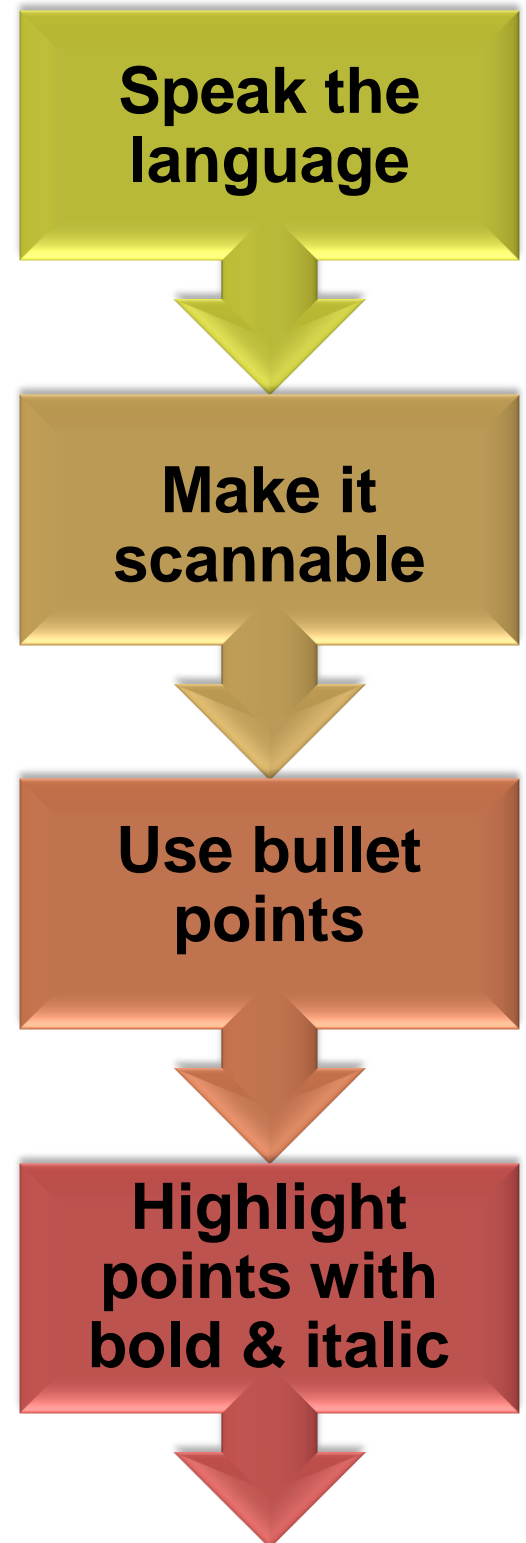 Speak the
language
Make it
scannable
Use bullet
points
Highlight
points with
bold & italic